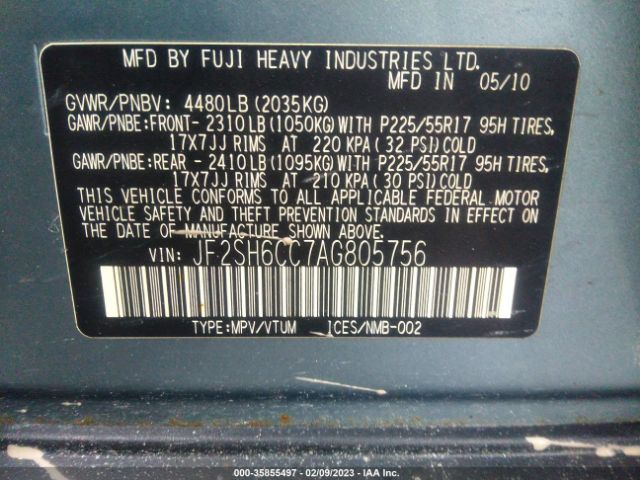 MFD BY FUJI HEAVY INDUSTRIES LTD.
MFD IN 05/10
GVWR/PNBV: 4480LB(2035KG)
GAWR/PNBE:FRONT- 2310LB(1050KG)WITH P225/55R17 95H TIRES,
17X7JJ RIMS AT 220 KPA(32 PSI)COLD
GAWR/PNBE:REAR - 2410LB(1095KG)WITH P225/55R17 95H TIRES,
17X7JJ RIMS AT 210 KPA(30 PSI)COLD
THIS VEHICLE CONFORMS TO ALL APPLICABLE FEDERAL MOTOR
VEHICLE SAFETY AND THEFT PREVENTION STANDARDS IN EFFECT
ON THE DATE OF MANUFACTURE SHOWN ABOVE.
VIN: JF2SH6CC7AG805756
TYPE:MPV/VTUM ICES/NMB-002
000-35855497 - 02/09/2023 - IAA Inc.